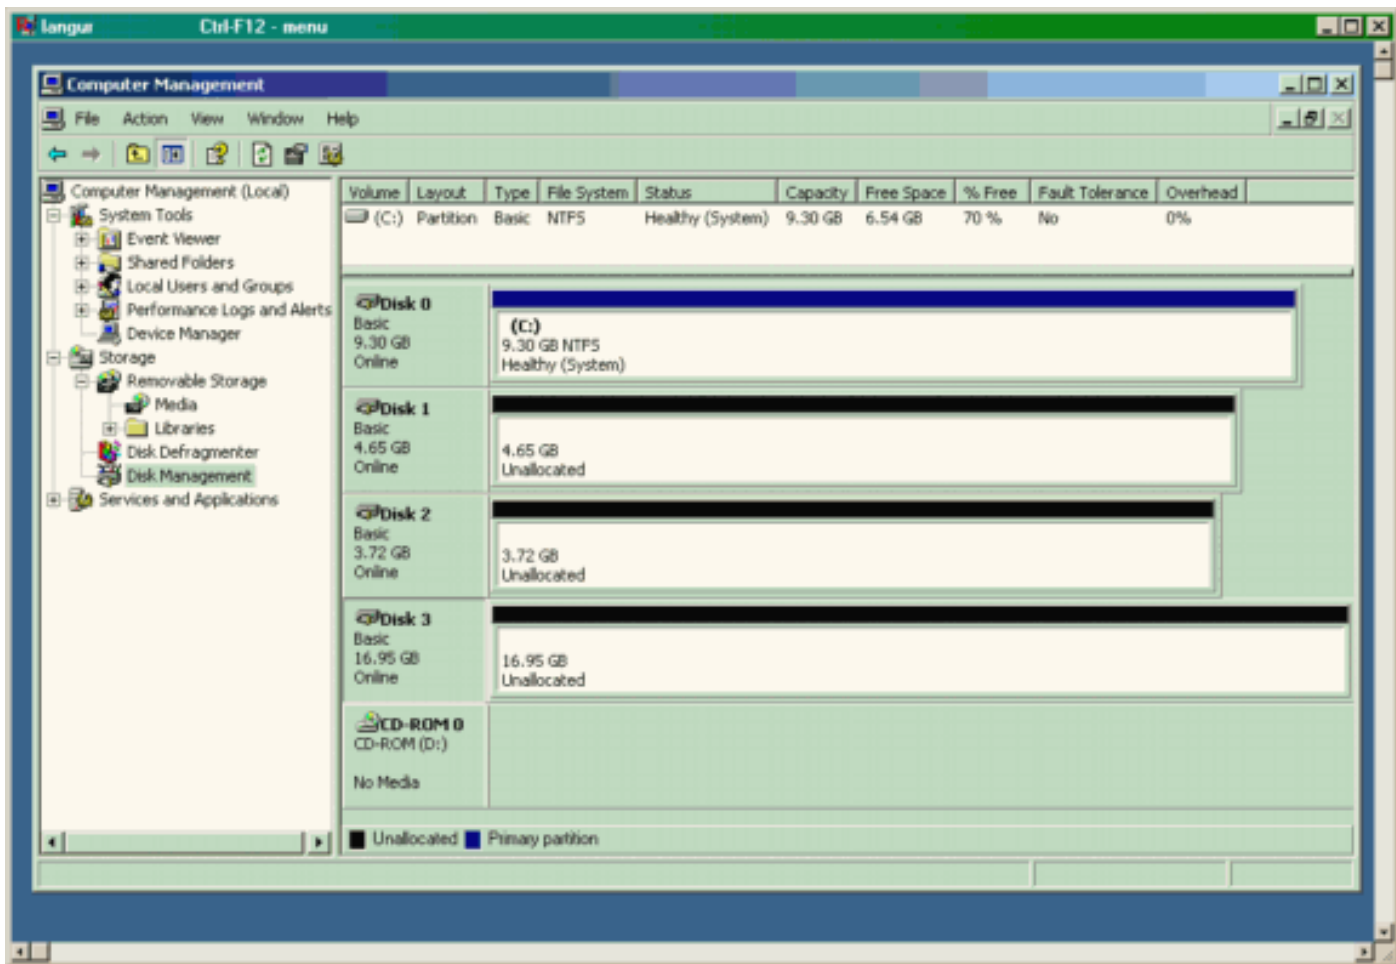 langur Ctrl-F12 - menu
Computer Management
File Action View Window Help
Computer Management (Local)
System Tools
Event Viewer
Shared Folders
Local Users and Groups
Performance Logs and Alerts
Device Manager
Storage
Removable Storage
Media
Libraries
Disk Defragmenter
Disk Management
Services and Applications
Volume Layout Type File System Status Capacity Free Space % Free Fault Tolerance Overhead
(C:) Partition Basic NTFS Healthy (System) 9.30 GB 6.54 GB 70 % No 0%
Disk 0
Basic
9.30 GB
Online
(C:)
9.30 GB NTFS
Healthy (System)
Disk 1
Basic
4.65 GB
Online
4.65 GB
Unallocated
Disk 2
Basic
3.72 GB
Online
3.72 GB
Unallocated
Disk 3
Basic
16.95 GB
Online
16.95 GB
Unallocated
CD-ROM 0
CD-ROM (D:)
No Media
Unallocated Primary partition